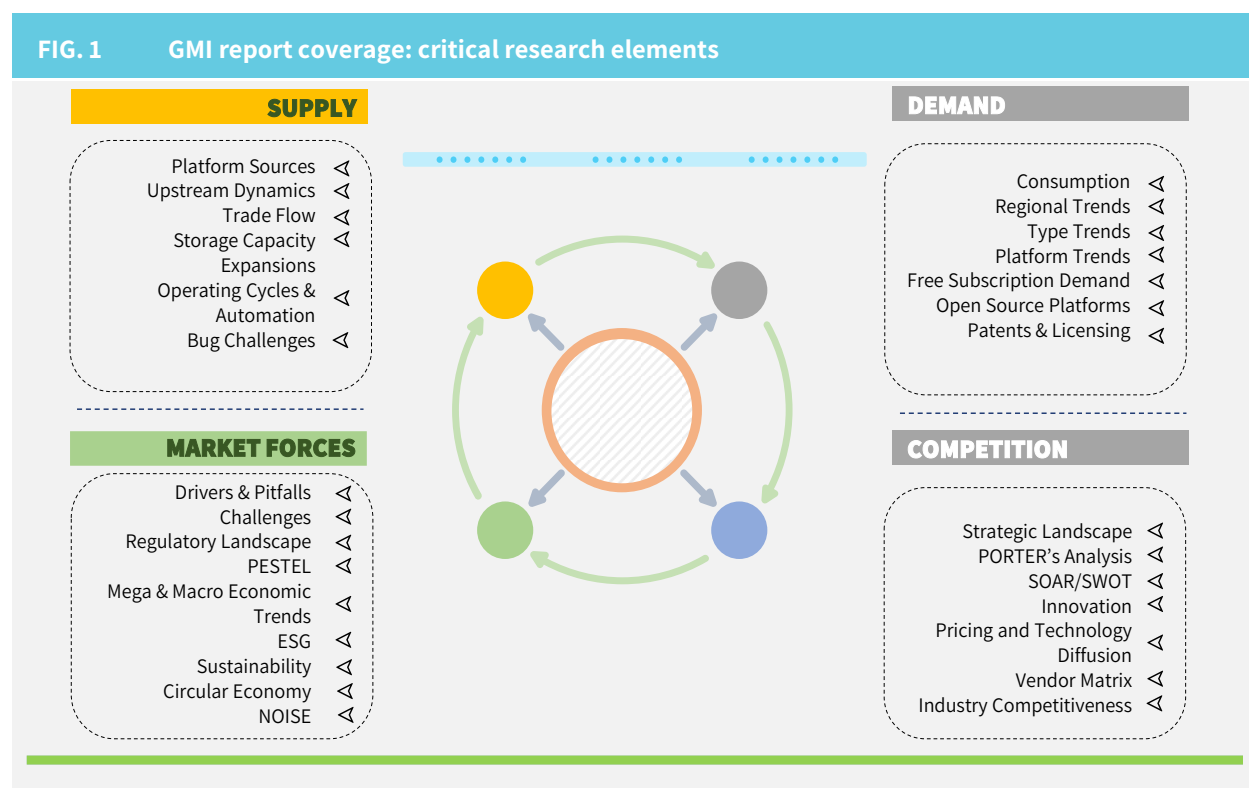 FIG. 1 GMI report coverage: critical research elements
SUPPLY
Platform Sources
Upstream Dynamics
Trade Flow
Storage Capacity
Expansions
Operating Cycles &
Automation
Bug Challenges
DEMAND
Consumption
Regional Trends
Type Trends
Platform Trends
Free Subscription Demand
Open Source Platforms
Patents & Licensing
MARKET FORCES
Drivers & Pitfalls
Challenges
Regulatory Landscape
PESTEL
Mega & Macro Economic
Trends
ESG
Sustainability
Circular Economy
NOISE
COMPETITION
Strategic Landscape
PORTER’s Analysis
SOAR/SWOT
Innovation
Pricing and Technology
Diffusion
Vendor Matrix
Industry Competitiveness